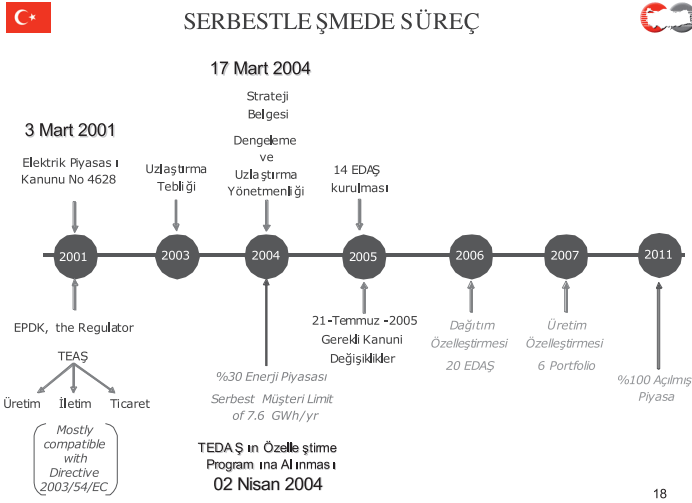 SERBESTLEŞMEDE SÜREÇ
17 Mart 2004
Strateji
Belgesi
3 Mart 2001
Dengeleme
ve
Uzlaştırma
Yönetmenliği
Elektrik Piyasası
Kanunu No 4628
Uzlaştırma
Tebliği
14 EDAŞ
kurulması
2001
2003
2004
2005
2006
2007
2011
EPDK, the Regulator
TEAŞ
Üretim
İletim
Ticaret
Mostly
compatible
with
Directive
2003/54/EC
%30 Enerji Piyasası
Serbest Müşteri Limit
of 7.6 GWh/yr
TEDAŞ ın Özelleştirme
Programına Alınması
02 Nisan 2004
21-Temmuz -2005
Gerekli Kanuni
Değişiklikler
Dağıtım
Özelleştirmesi
20 EDAŞ
Üretim
Özelleştirmesi
6 Portfolio
%100 Açılmış
Piyasa
18